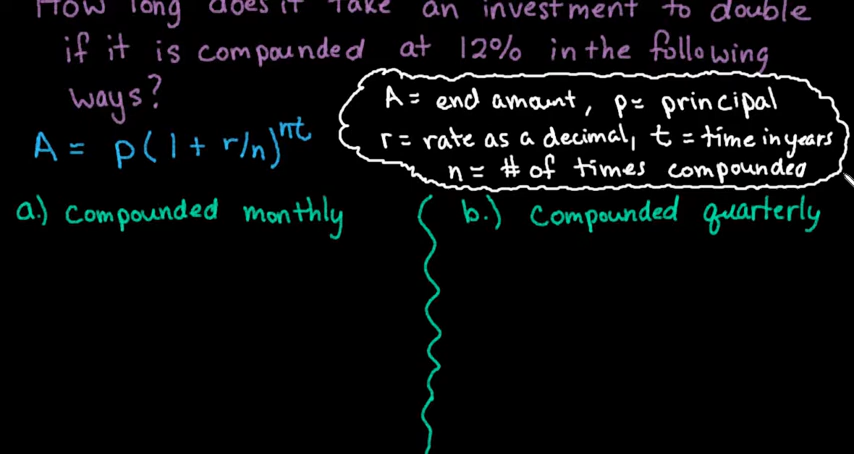 How long does it take an investment to double
if it is compounded at 12% in the following
ways?
A = end amount, p= principal
r = rate as a decimal, t = time in years
n = # of times compounded
A = p(1 + r/n)^nt
a.) compounded monthly
b.) compounded quarterly